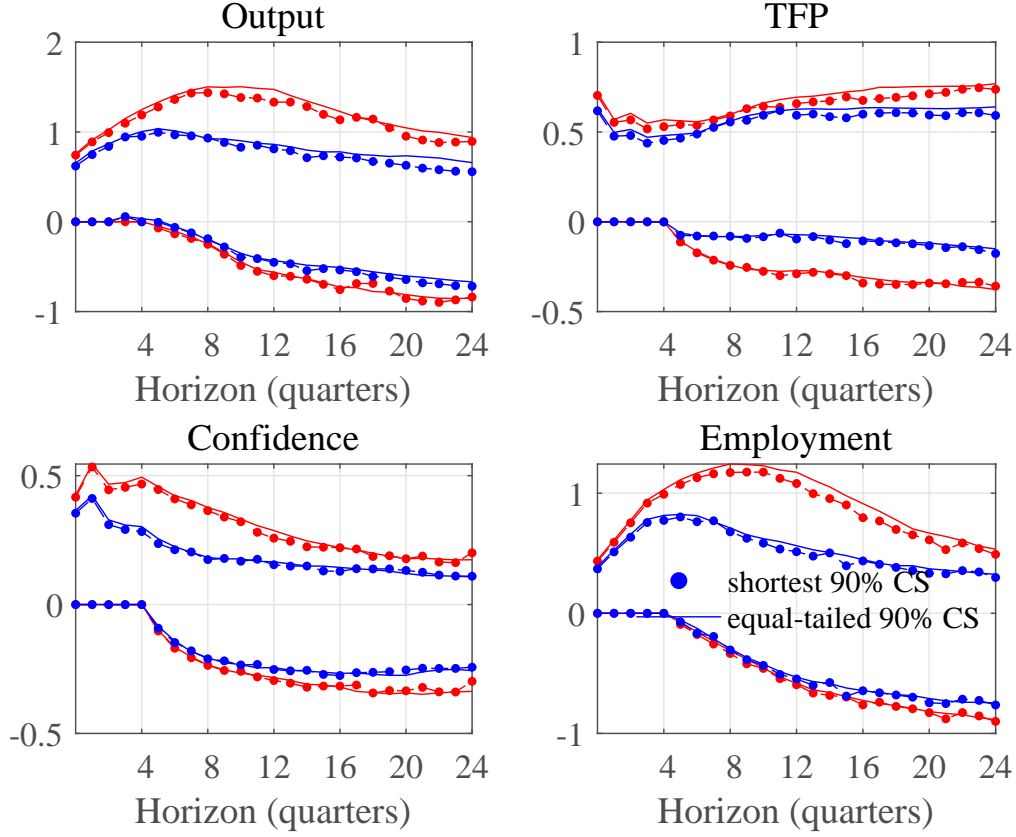 Output
2
1
0
-1
4 8 12 16 20 24
Horizon (quarters)
TFP
1
0.5
0
-0.5
4 8 12 16 20 24
Horizon (quarters)
Confidence
0.5
0
-0.5
4 8 12 16 20 24
Horizon (quarters)
Employment
1
0
-1
shortest 90% CS
equal-tailed 90% CS
4 8 12 16 20 24
Horizon (quarters)